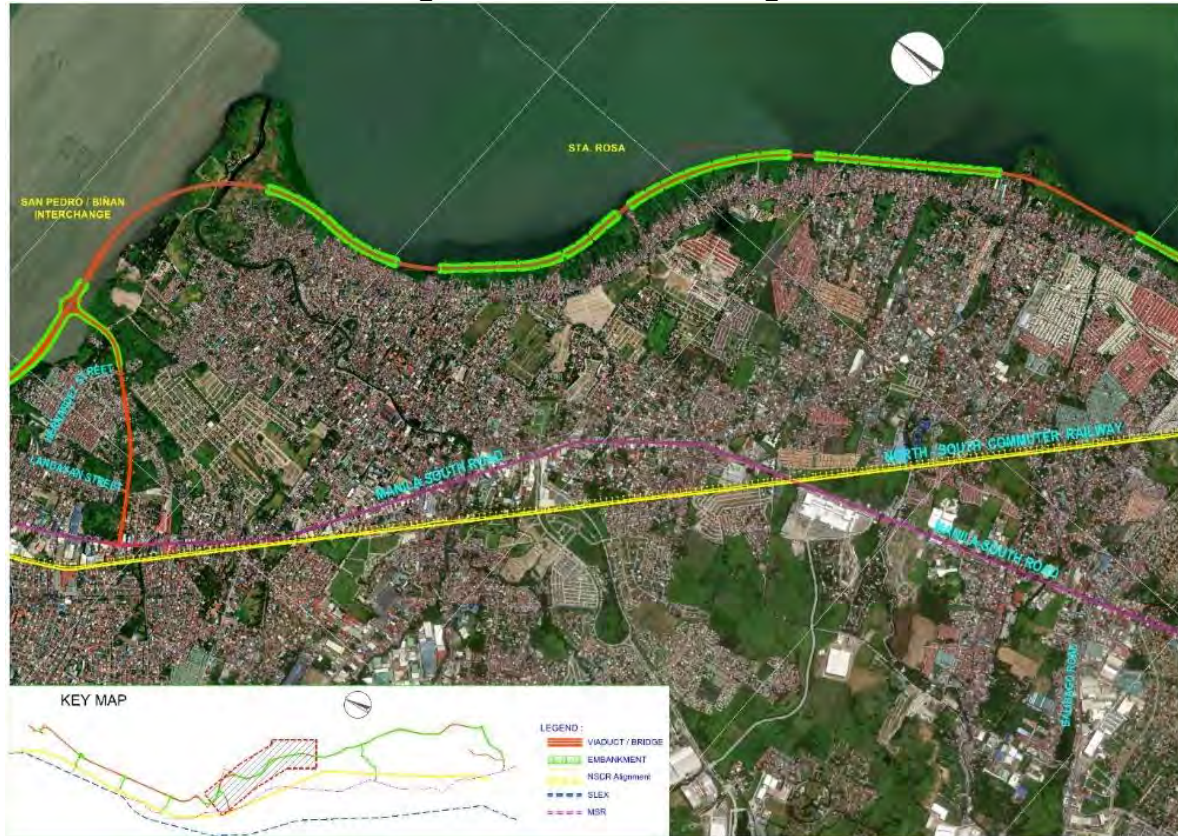 STA. ROSA
SAN PEDRO / BIÑAN
INTERCHANGE
LANDAYAN STREET
MANILA SOUTH ROAD
NORTH SOUTH COMMUTER RAILWAY
MANILA SOUTH ROAD
KEY MAP
LEGEND :
VIADUCT / BRIDGE
EMBANKMENT
NSCR Alignment
SLEX
MSR